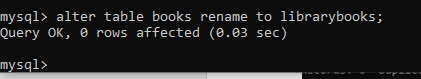 mysql> alter table books rename to librarybooks;
Query OK, 0 rows affected (0.03 sec)
mysql>